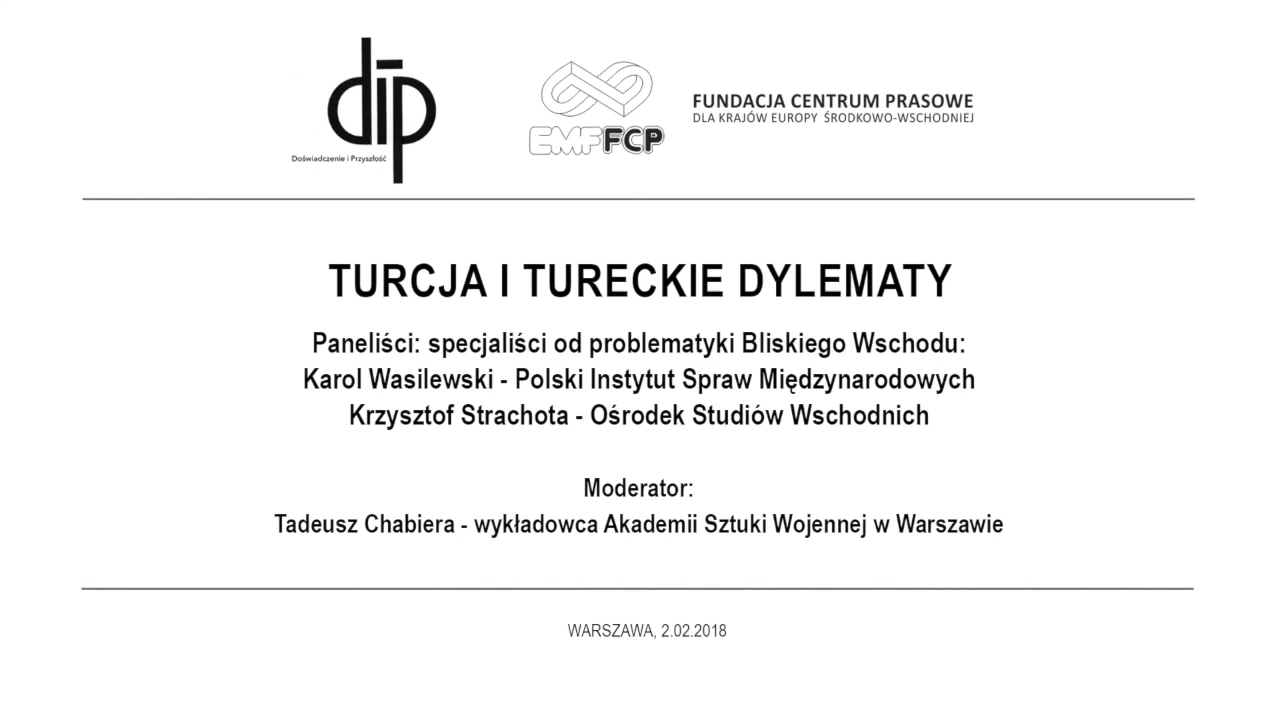 dip
Doświadczenie i Przyszłość
EMFFCP
FUNDACJA CENTRUM PRASOWE
DLA KRAJÓW EUROPY ŚRODKOWO-WSCHODNIEJ
TURCJA I TURECKIE DYLEMATY
Paneliści: specjaliści od problematyki Bliskiego Wschodu:
Karol Wasilewski - Polski Instytut Spraw Międzynarodowych
Krzysztof Strachota - Ośrodek Studiów Wschodnich
Moderator:
Tadeusz Chabiera - wykładowca Akademii Sztuki Wojennej w Warszawie
WARSZAWA, 2.02.2018